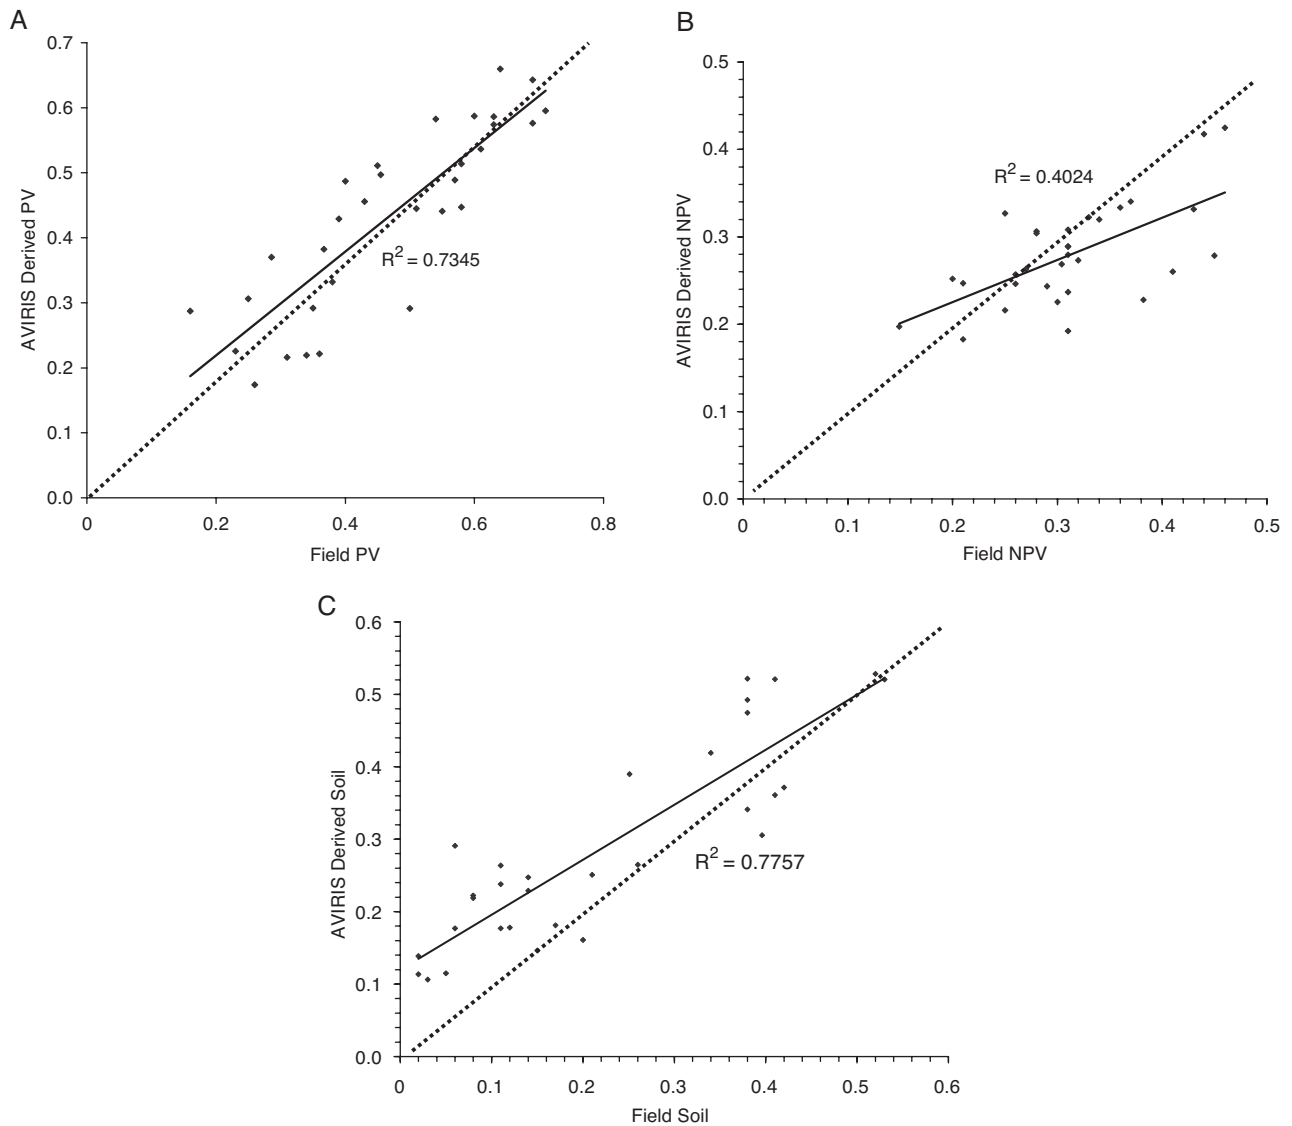 A
0.7
0.6
0.5
0.4
0.3
0.2
0.1
0.0
AVIRIS Derived PV
R2 = 0.7345
0 0.2 0.4 0.6 0.8
Field PV
B
0.5
0.4
0.3
0.2
0.1
0.0
AVIRIS Derived NPV
R2 = 0.4024
0 0.1 0.2 0.3 0.4 0.5
Field NPV
C
0.6
0.5
0.4
0.3
0.2
0.1
0.0
AVIRIS Derived Soil
R2 = 0.7757
0 0.1 0.2 0.3 0.4 0.5 0.6
Field Soil